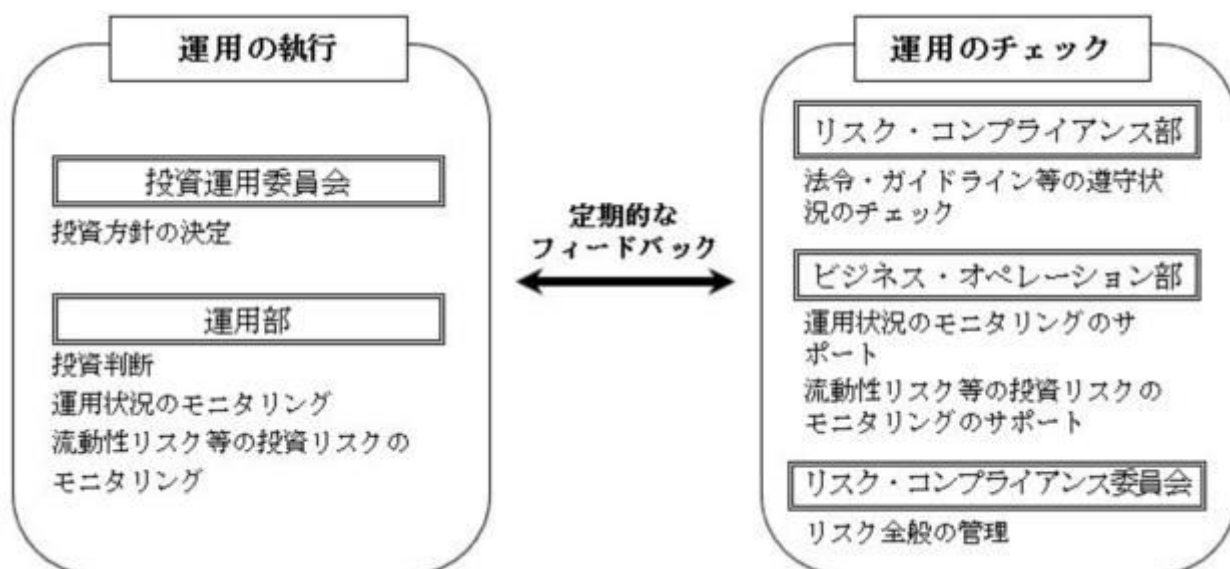 運用の執行
投資運用委員会
投資方針の決定
運用部
投資判断
運用状況のモニタリング
流動性リスク等の投資リスクの
モニタリング
定期的な
フィードバック
運用のチェック
リスク・コンプライアンス部
法令・ガイドライン等の遵守状
況のチェック
ビジネス・オペレーション部
運用状況のモニタリングのサ
ポート
流動性リスク等の投資リスクの
モニタリングのサポート
リスク・コンプライアンス委員会
リスク全般の管理